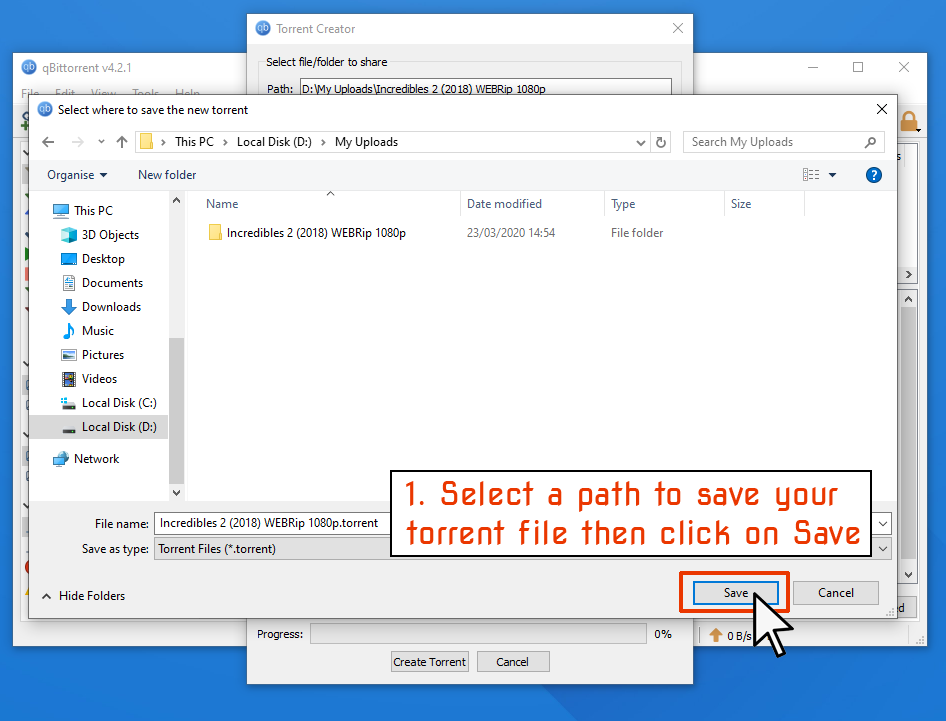 Torrent Creator
Select file/folder to share
Path: D:\My Uploads\Incredibles 2 (2018) WEBRip 1080p
qBittorrent v4.2.1
File Edit View Tools Help
Select where to save the new torrent
This PC > Local Disk (D:) > My Uploads
Search My Uploads
Organise
New folder
Name
Date modified
Type
Size
This PC
3D Objects
Desktop
Documents
Downloads
Music
Pictures
Videos
Local Disk (C:)
Local Disk (D:)
Network
Incredibles 2 (2018) WEBRip 1080p
23/03/2020 14:54
File folder
1. Select a path to save your
torrent file then click on Save
File name: Incredibles 2 (2018) WEBRip 1080p.torrent
Save as type: Torrent Files (*.torrent)
Hide Folders
Save
Cancel
Progress:
0%
0 B/s
Create Torrent
Cancel